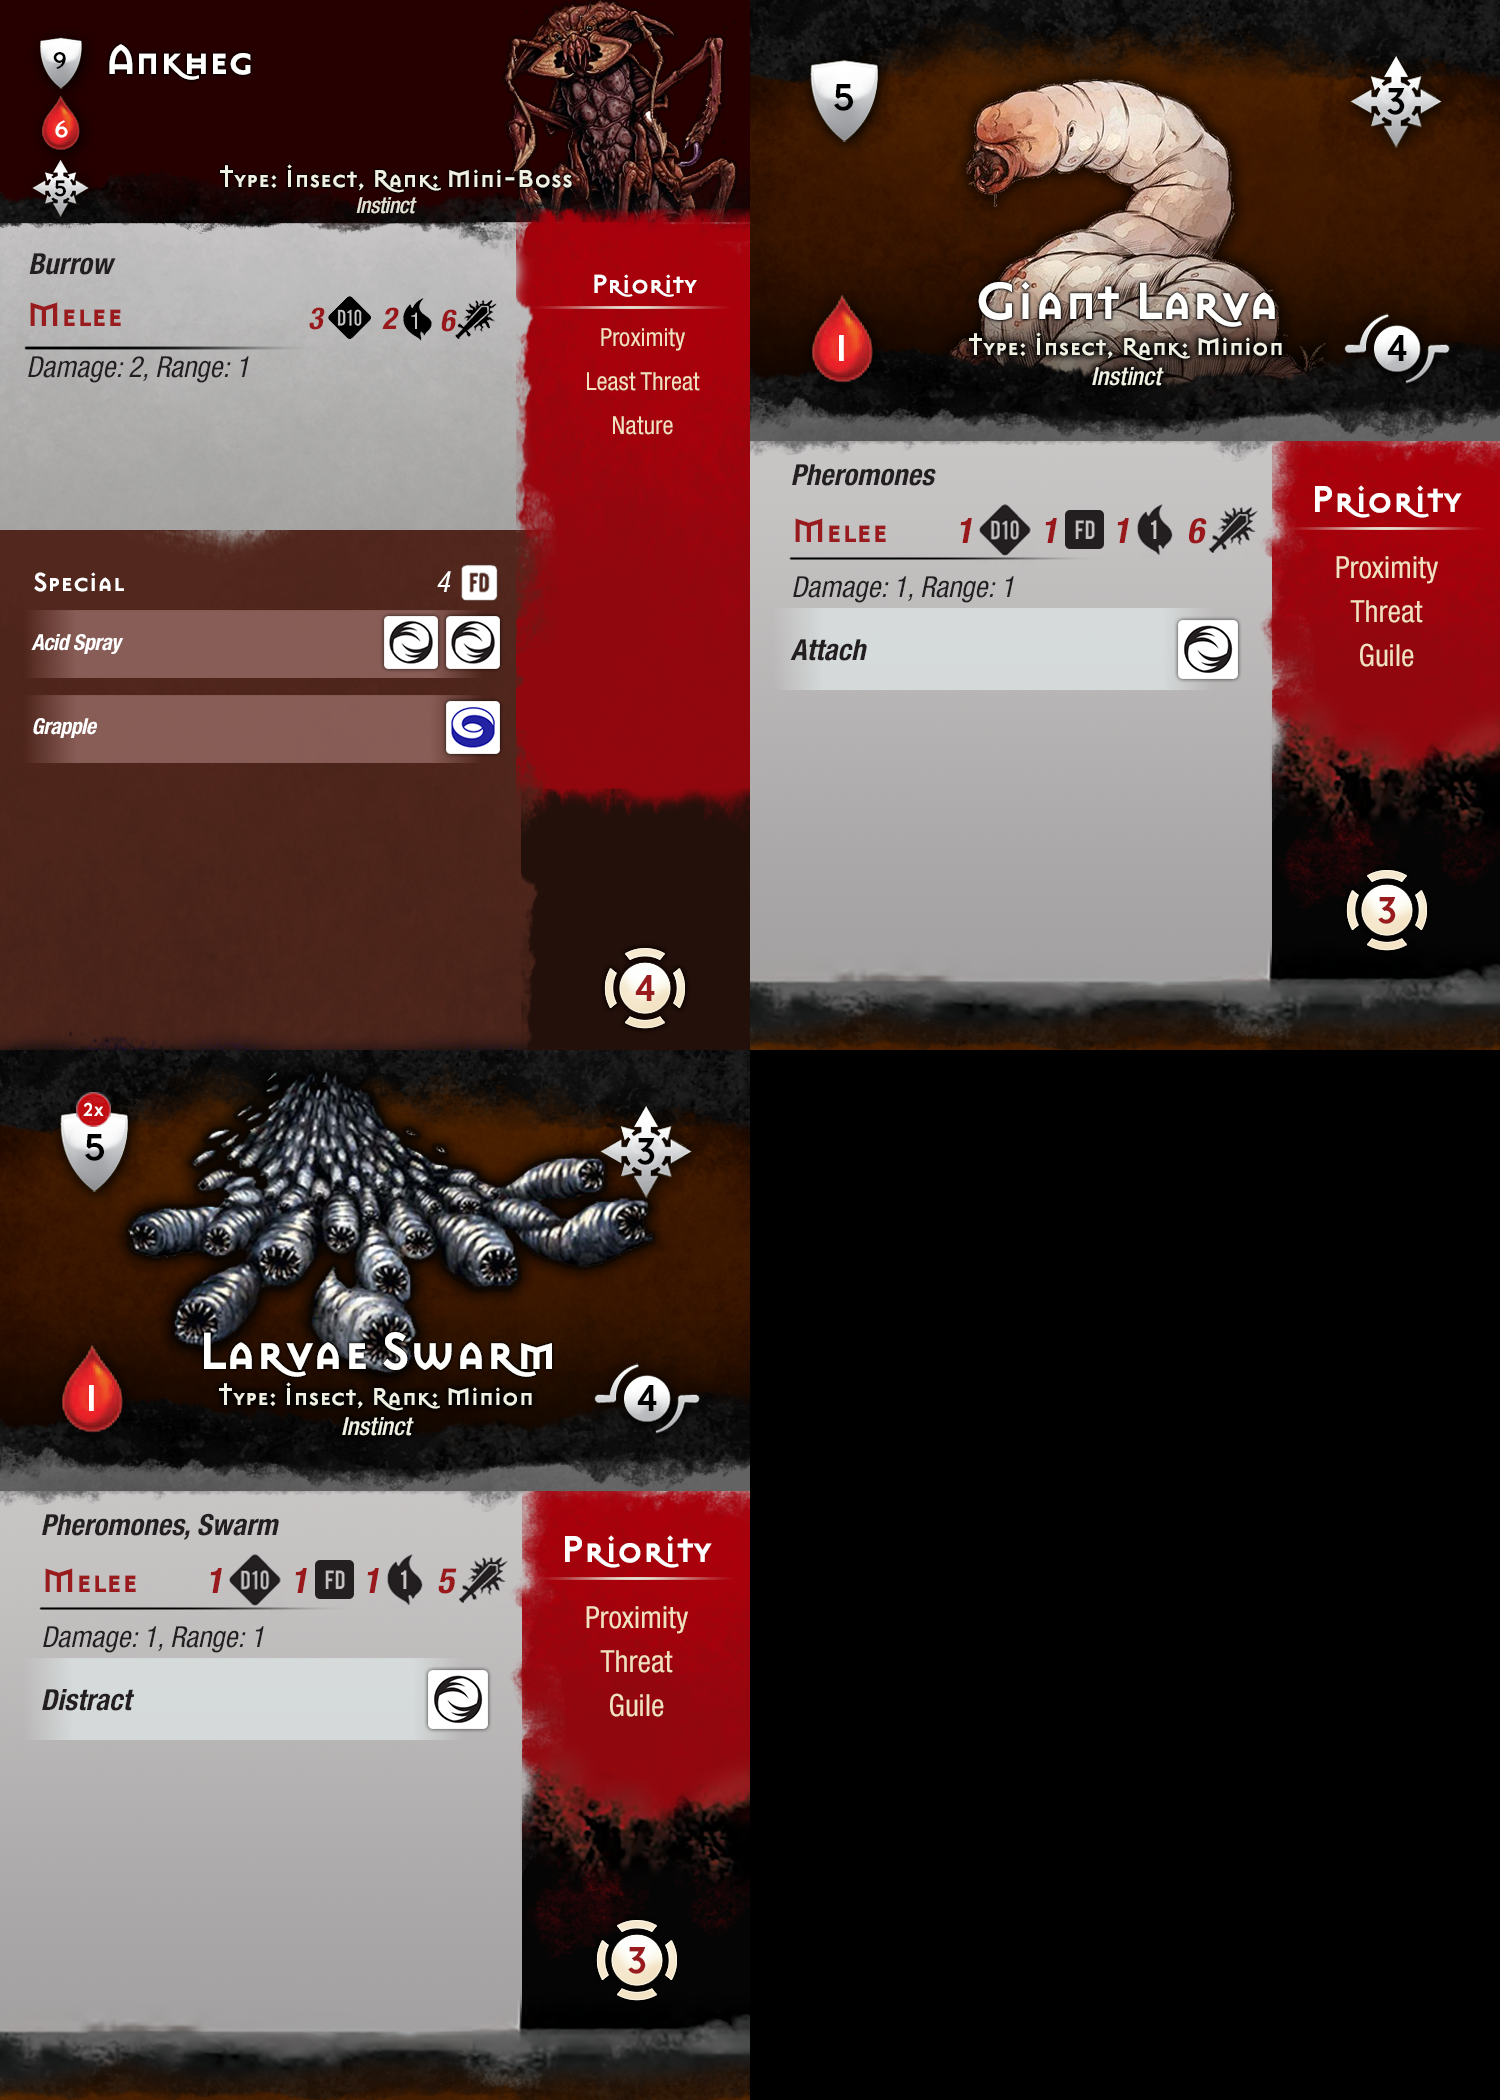 9 Ankheg
6
5
Type: Insect, Rank: Mini-Boss
Instinct
Burrow
Melee 3 D10 2 1 6
Damage: 2, Range: 1
Priority
Proximity
Least Threat
Nature
Special 4 FD
Acid Spray
Grapple
4
5
3
Giant Larva
1
Type: Insect, Rank: Minion
4
Instinct
Pheromones
Melee 1 D10 1 FD 1 1 6
Damage: 1, Range: 1
Attach
Priority
Proximity
Threat
Guile
3
2x
5
3
Larvae Swarm
1
Type: Insect, Rank: Minion
4
Instinct
Pheromones, Swarm
Melee 1 D10 1 FD 1 1 5
Damage: 1, Range: 1
Distract
Priority
Proximity
Threat
Guile
3